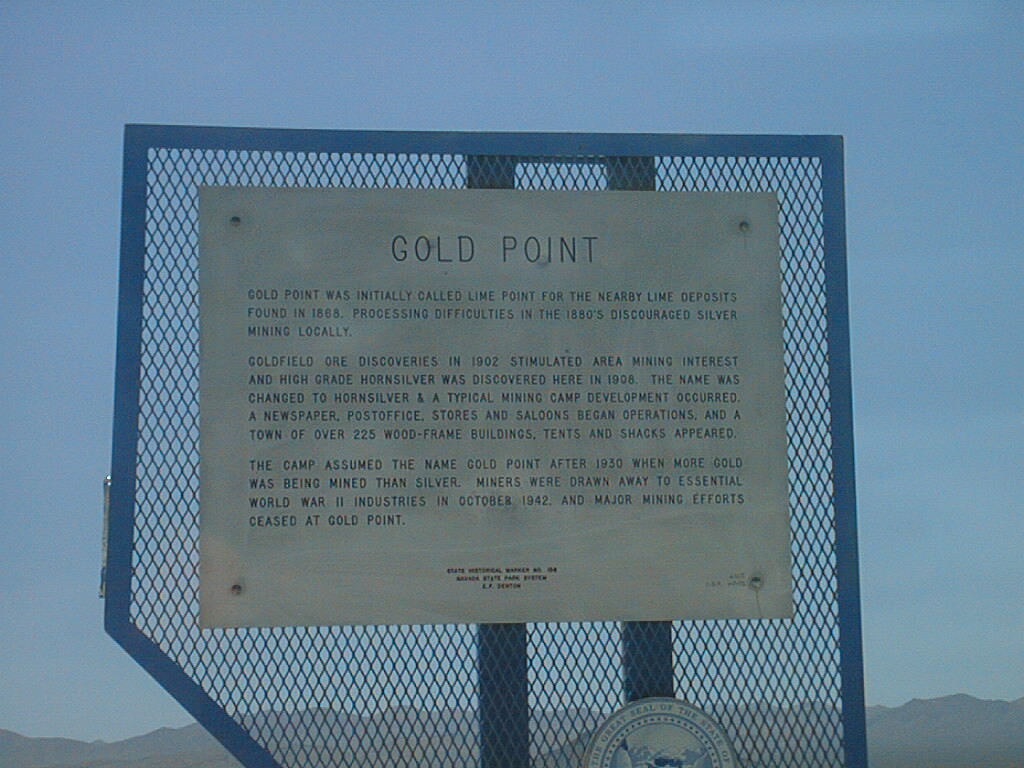 GOLD POINT
GOLD POINT WAS INITIALLY CALLED LIME POINT FOR THE NEARBY LIME DEPOSITS
FOUND IN 1868. PROCESSING DIFFICULTIES IN THE 1880'S DISCOURAGED SILVER
MINING LOCALLY.
GOLDFIELD ORE DISCOVERIES IN 1902 STIMULATED AREA MINING INTEREST
AND HIGH GRADE HORNSILVER WAS DISCOVERED HERE IN 1908. THE NAME WAS
CHANGED TO HORNSILVER & A TYPICAL MINING CAMP DEVELOPMENT OCCURRED.
A NEWSPAPER, POSTOFFICE, STORES AND SALOONS BEGAN OPERATIONS, AND A
TOWN OF OVER 225 WOOD-FRAME BUILDINGS, TENTS AND SHACKS APPEARED.
THE CAMP ASSUMED THE NAME GOLD POINT AFTER 1930 WHEN MORE GOLD
WAS BEING MINED THAN SILVER. MINERS WERE DRAWN AWAY TO ESSENTIAL
WORLD WAR II INDUSTRIES IN OCTOBER 1942, AND MAJOR MINING EFFORTS
CEASED AT GOLD POINT.
STATE HISTORICAL MARKER NO.
NEVADA STATE PARK SYSTEM
E.F. DENTON
THE GREAT SEAL OF THE STATE OF